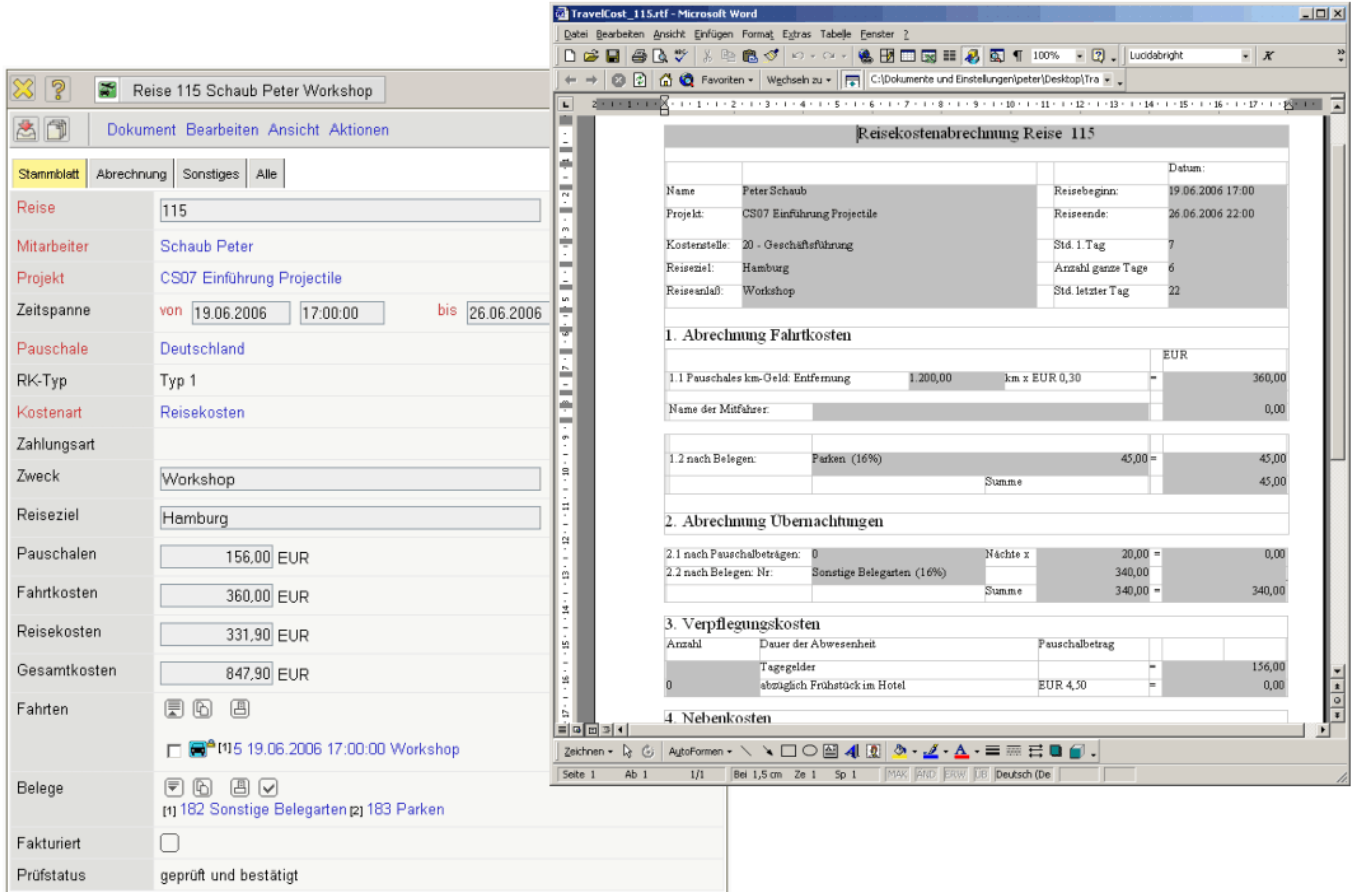 Reise 115 Schaub Peter Workshop
Dokument Bearbeiten Ansicht Aktionen
Stammblatt Abrechnung Sonstiges Alle
Reise 115
Mitarbeiter Schaub Peter
Projekt CS07 Einführung Projectile
Zeitspanne von 19.06.2006 17:00:00 bis 26.06.2006
Pauschale Deutschland
RK-Typ Typ 1
Kostenart Reisekosten
Zahlungsart
Zweck Workshop
Reiseziel Hamburg
Pauschalen 156,00 EUR
Fahrtkosten 360,00 EUR
Reisekosten 331,90 EUR
Gesamtkosten 847,90 EUR
Fahrten
[1] 5 19.06.2006 17:00:00 Workshop
Belege
[1] 182 Sonstige Belegarten [2] 183 Parken
Fakturiert
Prüfstatus geprüft und bestätigt
TravelCost_115.rtf - Microsoft Word
Datei Bearbeiten Ansicht Einfügen Format Extras Tabelle Fenster ?
100% Lucidabright K
Favoriten Wechseln zu C:\Dokumente und Einstellungen\peter\Desktop\Tra
Reisekostenabrechnung Reise 115
Datum:
Name Peter Schaub Reisebeginn: 19.06.2006 17:00
Projekt: CS07 Einführung Projectile Reiseende: 26.06.2006 22:00
Kostenstelle: 20 - Geschäftsführung Std. 1. Tag 7
Reiseziel: Hamburg Anzahl ganze Tage 6
Reiseanlaß: Workshop Std. letzter Tag 22
1. Abrechnung Fahrtkosten
EUR
1.1 Pauschales km-Geld: Entfernung 1.200,00 km x EUR 0,30 = 360,00
Name der Mitfahrer: 0,00
1.2 nach Belegen: Parken (16%) 45,00 = 45,00
Summe 45,00
2. Abrechnung Übernachtungen
2.1 nach Pauschalbeträgen: 0 Nächte x 20,00 = 0,00
2.2 nach Belegen: Nr: Sonstige Belegarten (16%) 340,00
Summe 340,00 = 340,00
3. Verpflegungskosten
Anzahl Dauer der Abwesenheit Pauschalbetrag
Tagegelder = 156,00
0 abzüglich Frühstück im Hotel EUR 4,50 = 0,00
4. Nebenkosten
Zeichnen AutoFormen
Seite 1 Ab 1 1/1 Bei 1,5 cm Ze 1 Sp 1 MAK ÄND ERW ÜB Deutsch (De